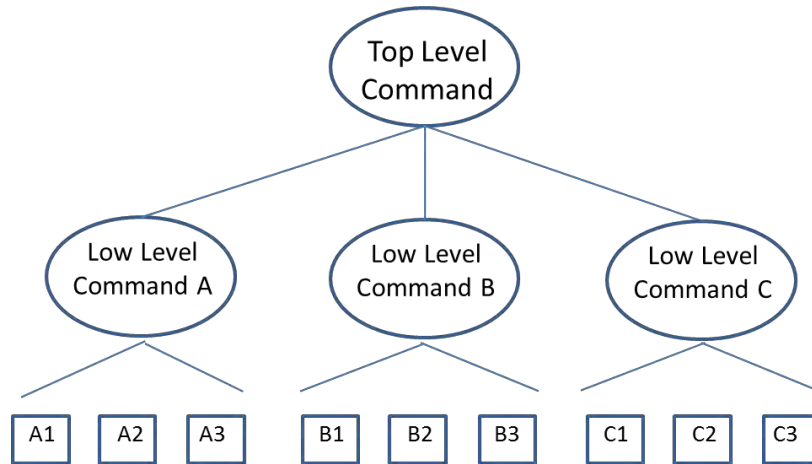 Top Level
Command
Low Level
Command A
Low Level
Command B
Low Level
Command C
A1 A2 A3 B1 B2 B3 C1 C2 C3